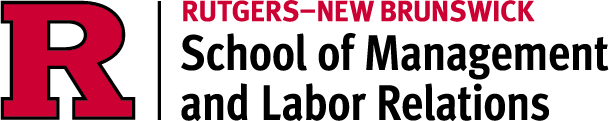 R
RUTGERS–NEW BRUNSWICK
School of Management
and Labor Relations